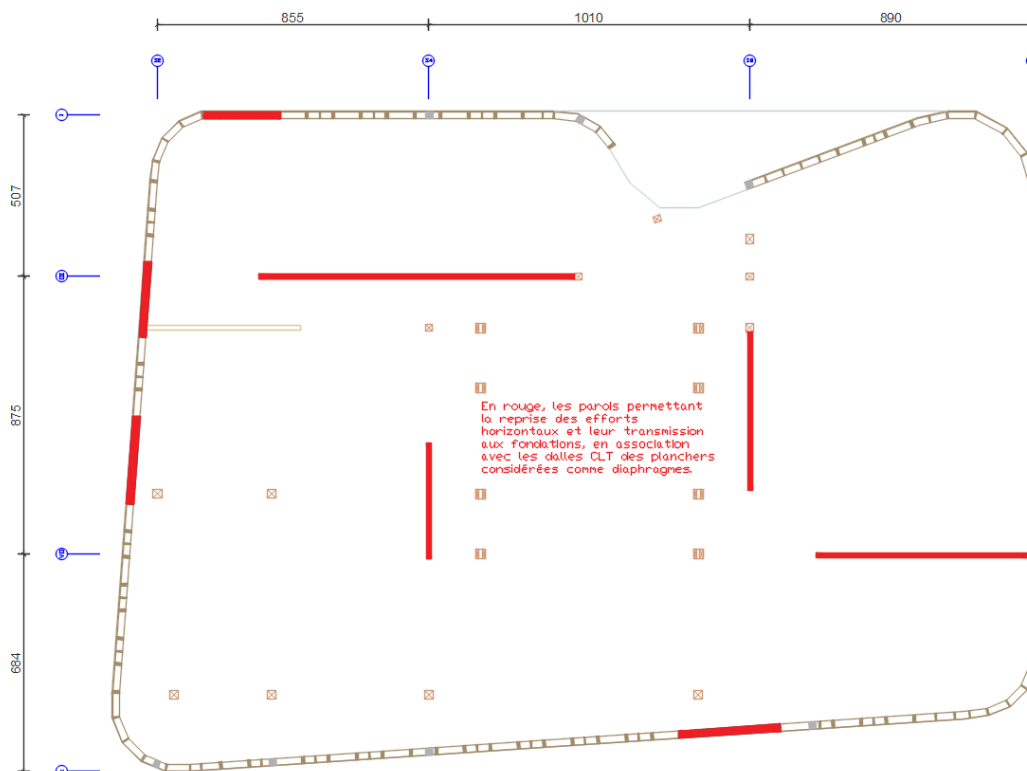 855 1010 890
507
875
684
En rouge, les parois permettant
la reprise des efforts
horizontaux et leur transmission
aux fondations, en association
avec les dalles CLT des planchers
considérées comme diaphragmes.